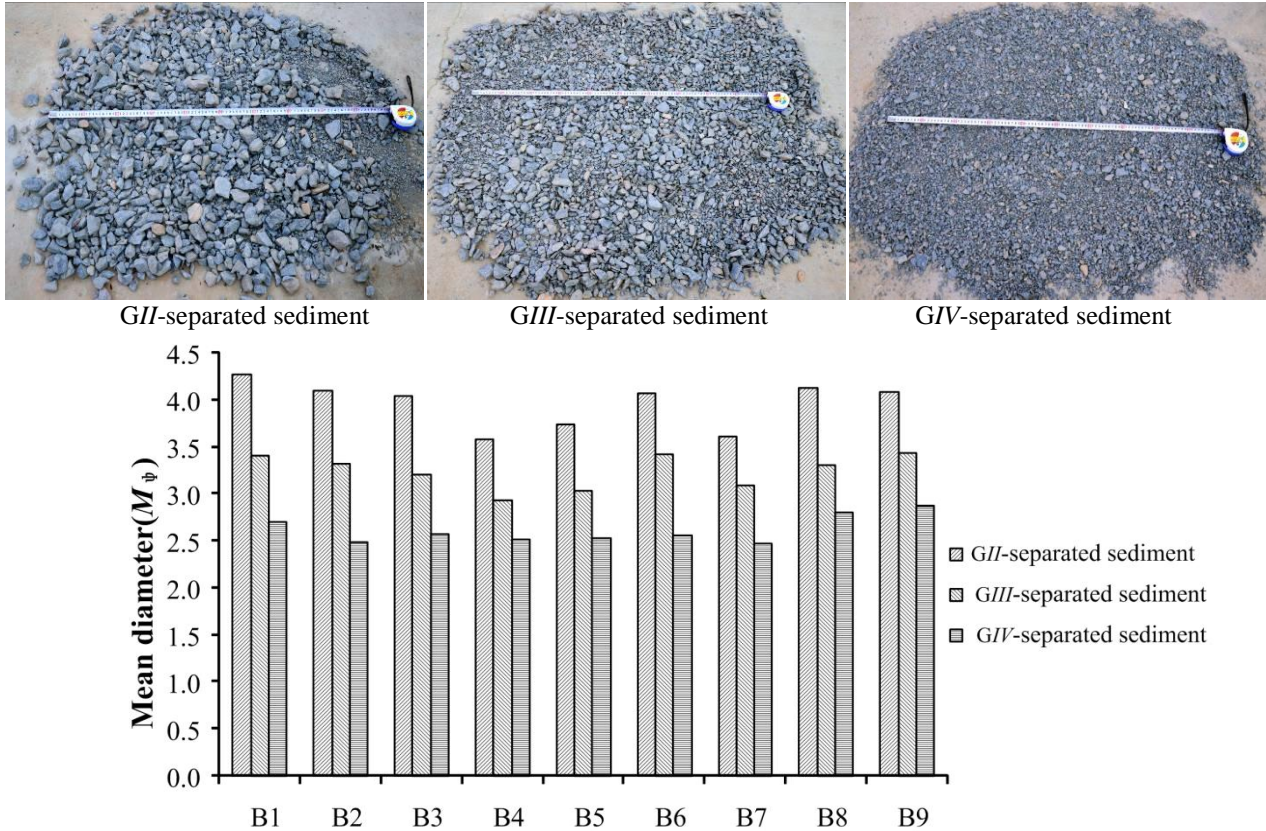 GII-separated sediment
GIII-separated sediment
GIV-separated sediment
4.5
4.0
3.5
3.0
2.5
2.0
1.5
1.0
0.5
0.0
Mean diameter(Mψ)
B1 B2 B3 B4 B5 B6 B7 B8 B9
GII-separated sediment
GIII-separated sediment
GIV-separated sediment